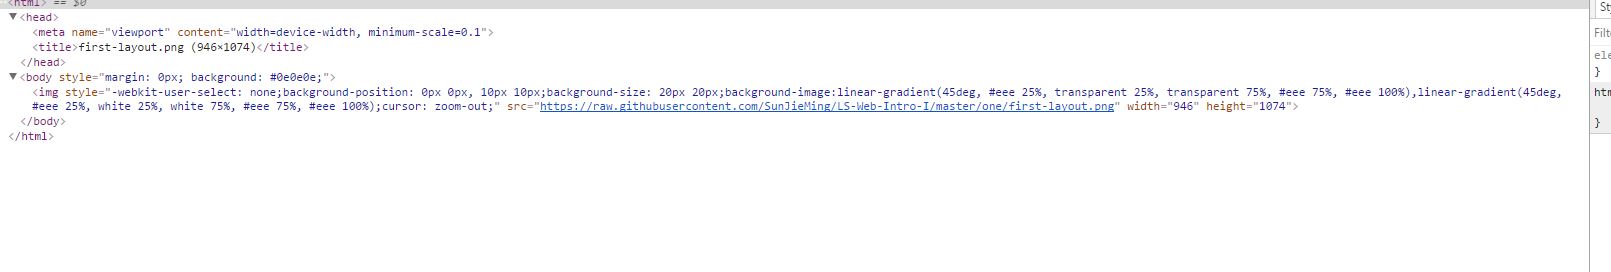 <html> == $0
▼<head>
<meta name="viewport" content="width=device-width, minimum-scale=0.1">
<title>first-layout.png (946×1074)</title>
</head>
▼<body style="margin: 0px; background: #0e0e0e;">
<img style="-webkit-user-select: none;background-position: 0px 0px, 10px 10px;background-size: 20px 20px;background-image:linear-gradient(45deg, #eee 25%, transparent 25%, transparent 75%, #eee 75%, #eee 100%),linear-gradient(45deg,
#eee 25%, white 25%, white 75%, #eee 75%, #eee 100%);cursor: zoom-out;" src="https://raw.githubusercontent.com/SunJieMing/LS-Web-Intro-I/master/one/first-layout.png" width="946" height="1074">
</body>
</html>
Sty
Filte
ele
}
htm
}